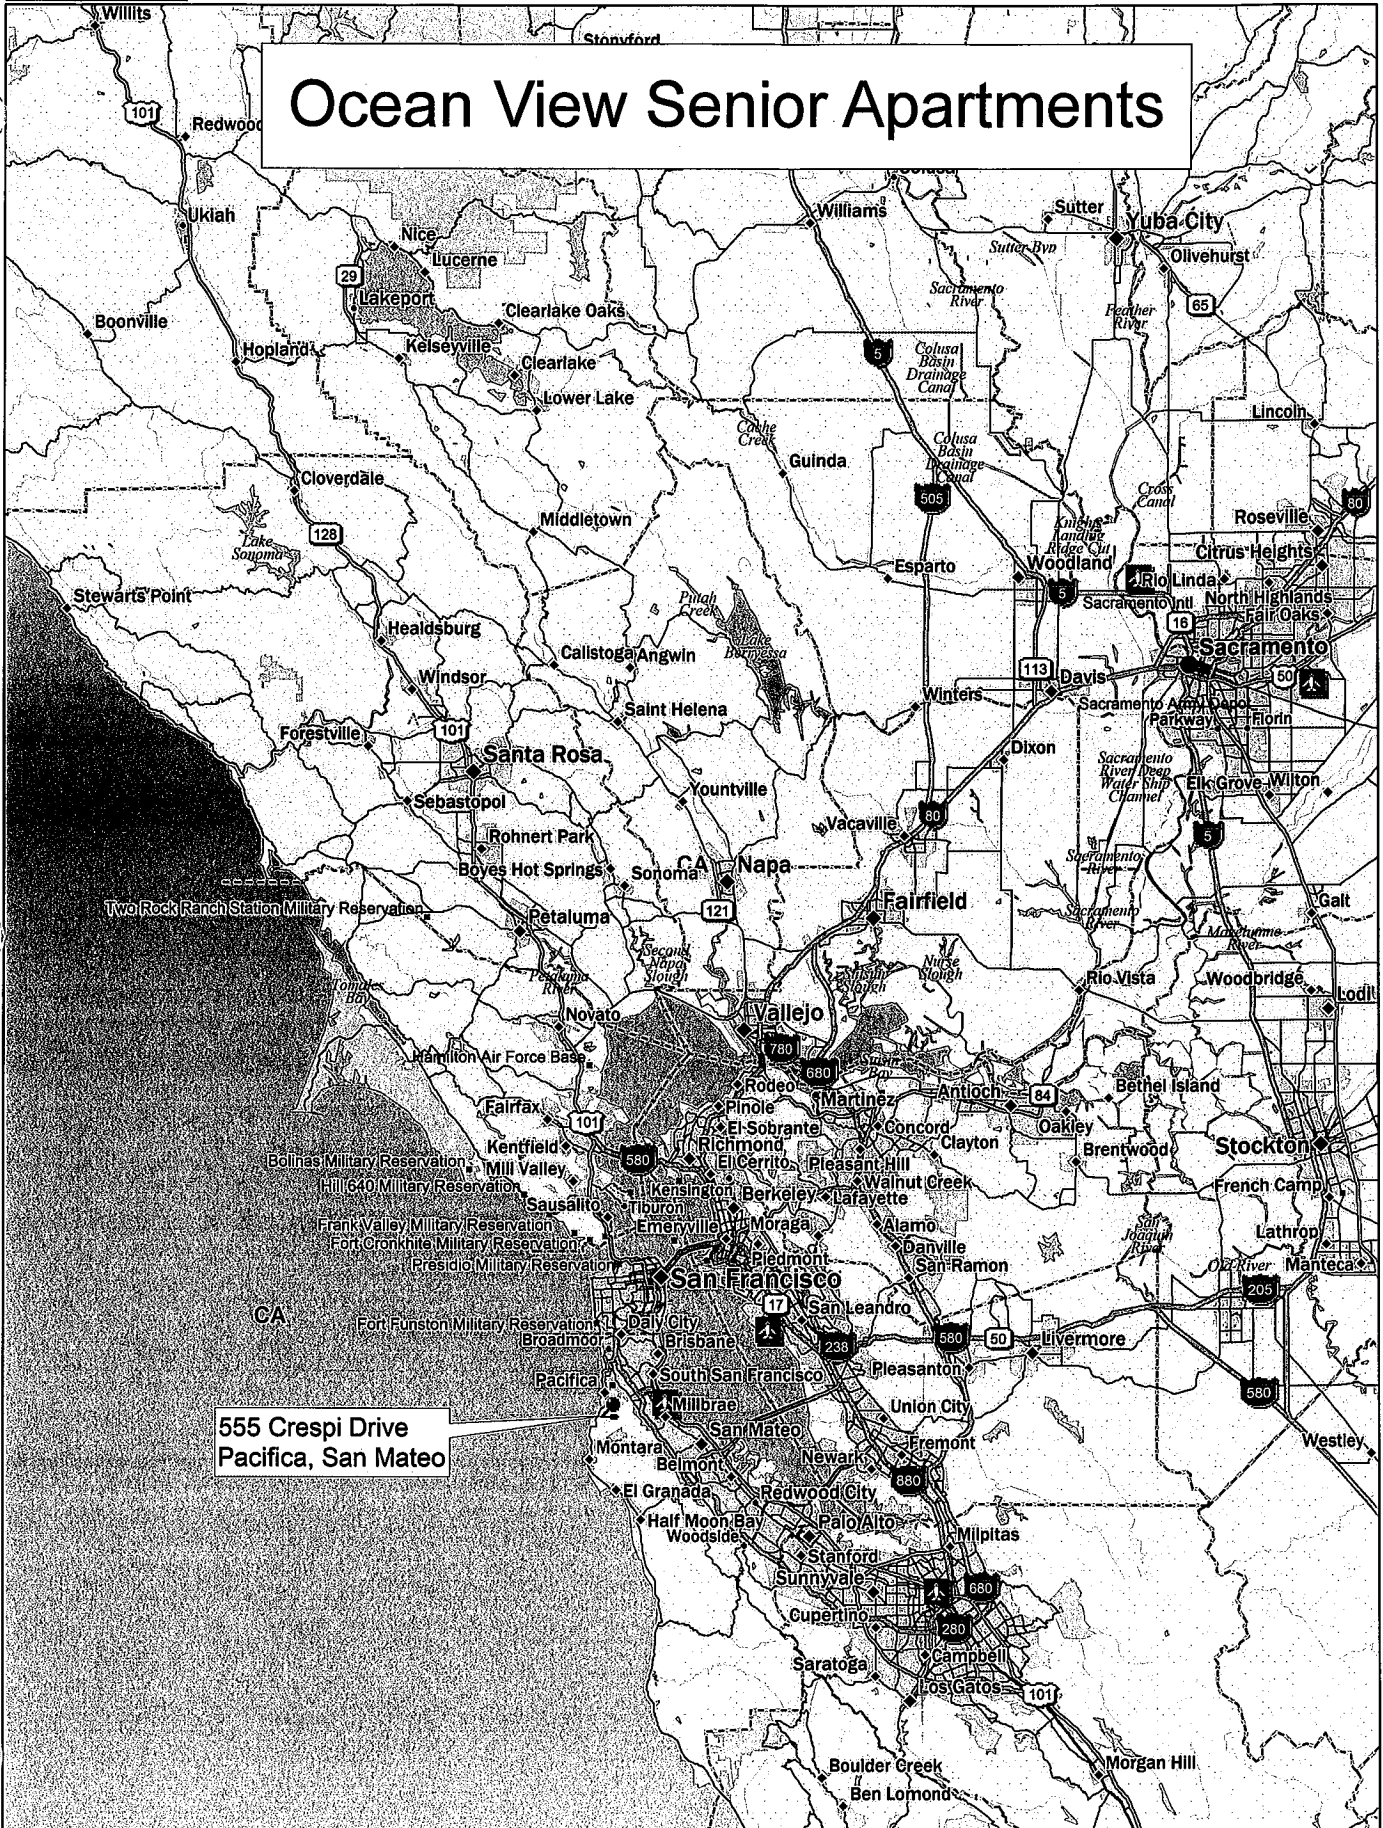 Willits
Stonyford
Ocean View Senior Apartments
101
Redwood
Colusa
Williams
Sutter
Yuba City
Ukiah
Nice
Sutter Byp
Lucerne
Olivehurst
29
Sacramento
River
Lakeport
65
Clearlake Oaks
Feather
River
Boonville
Hopland
Kelseyville
5
Colusa
Basin
Drainage
Canal
Clearlake
Lower Lake
Lincoln
Cache
Creek
Colusa
Basin
Drainage
Canal
Guinda
Cloverdale
505
Cross
Canal
80
Middletown
Roseville
128
Knights
Landing
Ridge Cut
Lake
Sonoma
Citrus Heights
Esparto
Woodland
Rio Linda
5
Stewarts Point
Putah
Creek
Sacramento Intl
North Highlands
Fair Oaks
16
Healdsburg
Lake
Berryessa
Sacramento
Calistoga
Angwin
113
Davis
50
Windsor
Winters
Sacramento Army Depot
Saint Helena
Parkway
Florin
Forestville
101
Dixon
Santa Rosa
Sacramento
River Deep
Water Ship
Channel
Yountville
Elk Grove
Wilton
Sebastopol
80
Vacaville
Rohnert Park
5
Sacramento
River
Boyes Hot Springs
Sonoma
CA
Napa
Fairfield
Galt
Two Rock Ranch Station Military Reservation
121
Petaluma
Sacramento
River
Mokelumne
River
Second
Napa
Slough
Nurse
Slough
Petaluma
River
Suisun
Slough
Rio Vista
Woodbridge
Tomales
Bay
Lodi
Novato
Vallejo
780
Hamilton Air Force Base
Suisun
Bay
680
Rodeo
Bethel Island
Antioch
84
Martinez
Fairfax
Pinole
101
El Sobrante
Concord
Oakley
Kentfield
Richmond
Clayton
Stockton
580
Brentwood
Bolinas Military Reservation
Mill Valley
El Cerrito
Pleasant Hill
Hill 640 Military Reservation
Kensington
Walnut Creek
French Camp
Berkeley
Lafayette
Sausalito
Tiburon
Frank Valley Military Reservation
Emeryville
Moraga
Alamo
San
Joaquin
River
Lathrop
Fort Cronkhite Military Reservation
Danville
Piedmont
Presidio Military Reservation
San Ramon
Old River
Manteca
San Francisco
205
17
San Leandro
CA
Fort Funston Military Reservation
Daly City
Broadmoor
Brisbane
238
580
50
Livermore
Pleasanton
Pacifica
South San Francisco
580
Millbrae
Union City
555 Crespi Drive
Pacifica, San Mateo
San Mateo
Montara
Fremont
Westley
Belmont
Newark
880
El Granada
Redwood City
Half Moon Bay
Palo Alto
Woodside
Milpitas
Stanford
Sunnyvale
680
Cupertino
280
Campbell
Saratoga
Los Gatos
101
Boulder Creek
Morgan Hill
Ben Lomond